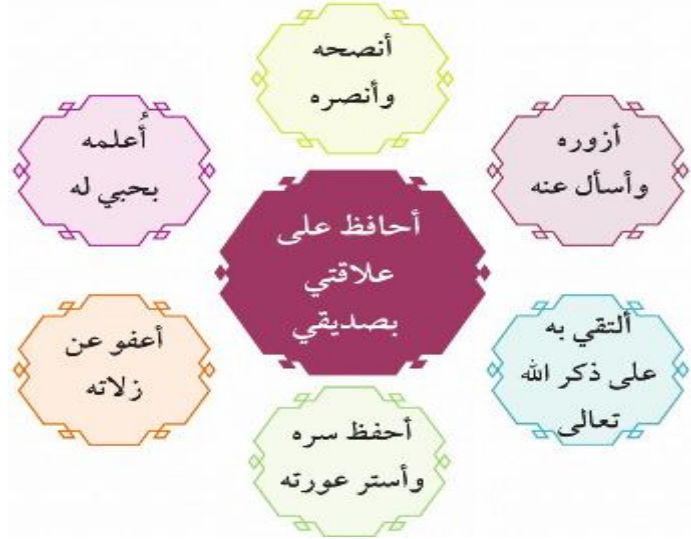 أنصحه
وأنصره
أزوره
وأسأل عنه
أُعلمه
بحبي له
أحافظ على
علاقتي
بصديقي
ألتقي به
على ذكر الله
تعالى
أعفو عن
زلاته
أحفظ سره
وأستر عورته